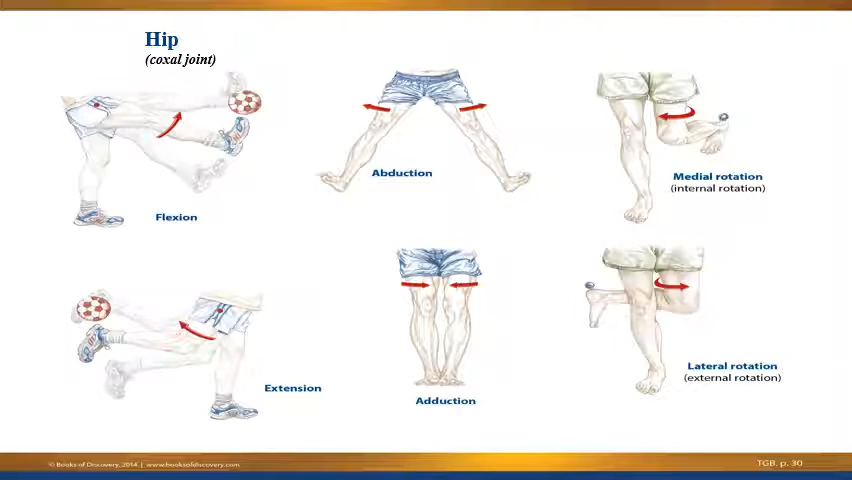 Hip
(coxal joint)
Flexion
Abduction
Medial rotation
(internal rotation)
Extension
Adduction
Lateral rotation
(external rotation)
© Books of Discovery, 2014 | www.booksofdiscovery.com
TGB. p. 30